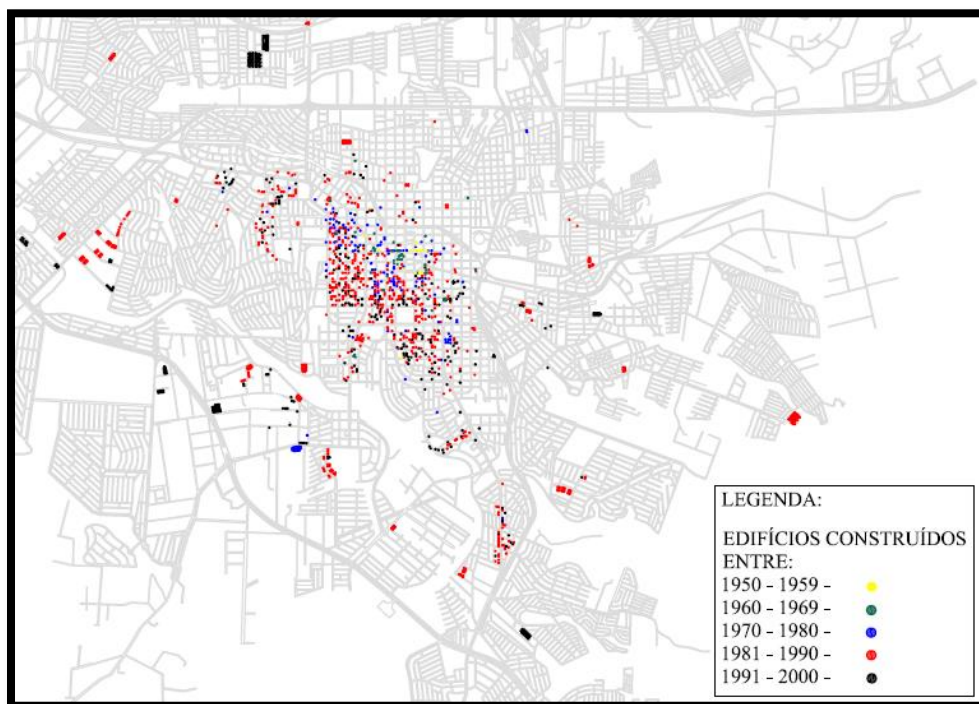 LEGENDA:
EDIFÍCIOS CONSTRUÍDOS
ENTRE:
1950 - 1959 -
1960 - 1969 -
1970 - 1980 -
1981 - 1990 -
1991 - 2000 -